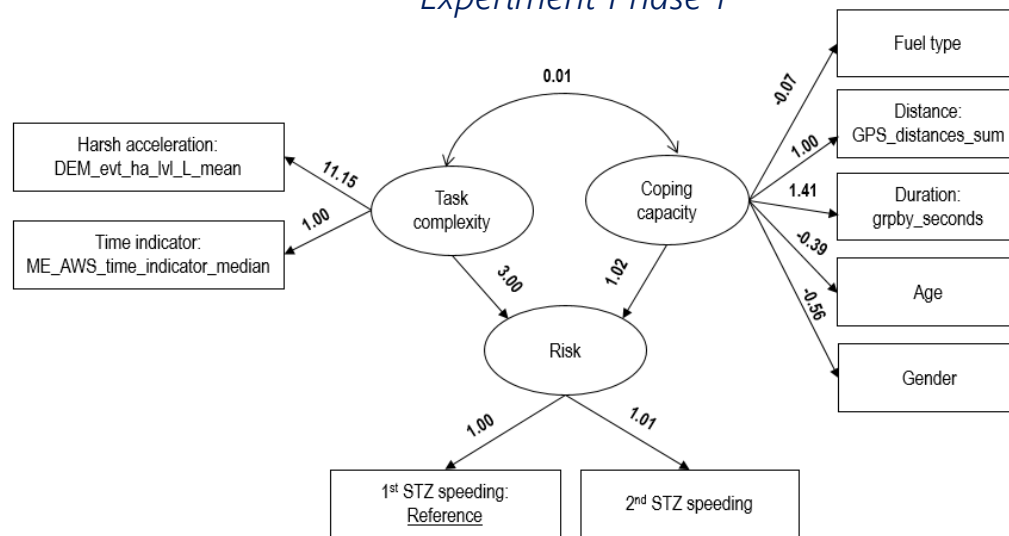 Experiment Phase 1
0.01
Fuel type
-0.07
Distance:
GPS_distances_sum
1.00
Harsh acceleration:
DEM_evt_ha_lvl_L_mean
11.15
Task
complexity
Coping
capacity
1.41
Duration:
grpby_seconds
1.00
Time indicator:
ME_AWS_time_indicator_median
-0.39
Age
3.00
1.02
-0.56
Risk
Gender
1.00
1.01
1st STZ speeding:
Reference
2nd STZ speeding